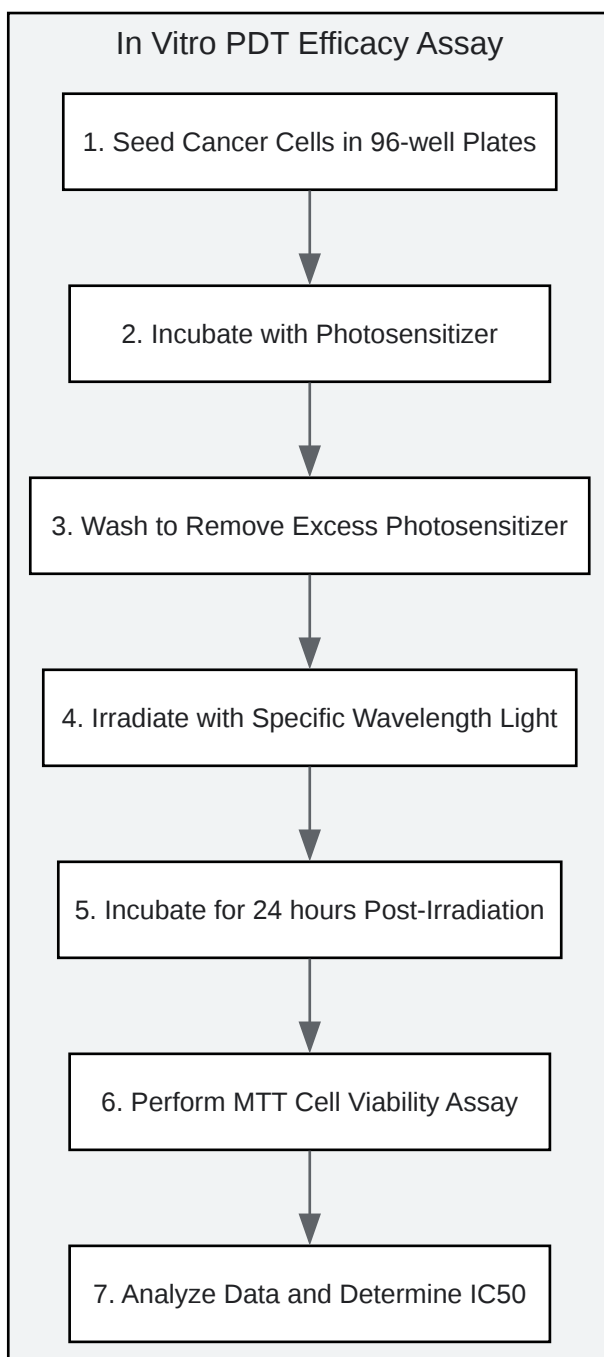 In Vitro PDT Efficacy Assay
1. Seed Cancer Cells in 96-well Plates
2. Incubate with Photosensitizer
3. Wash to Remove Excess Photosensitizer
4. Irradiate with Specific Wavelength Light
5. Incubate for 24 hours Post-Irradiation
6. Perform MTT Cell Viability Assay
7. Analyze Data and Determine IC50